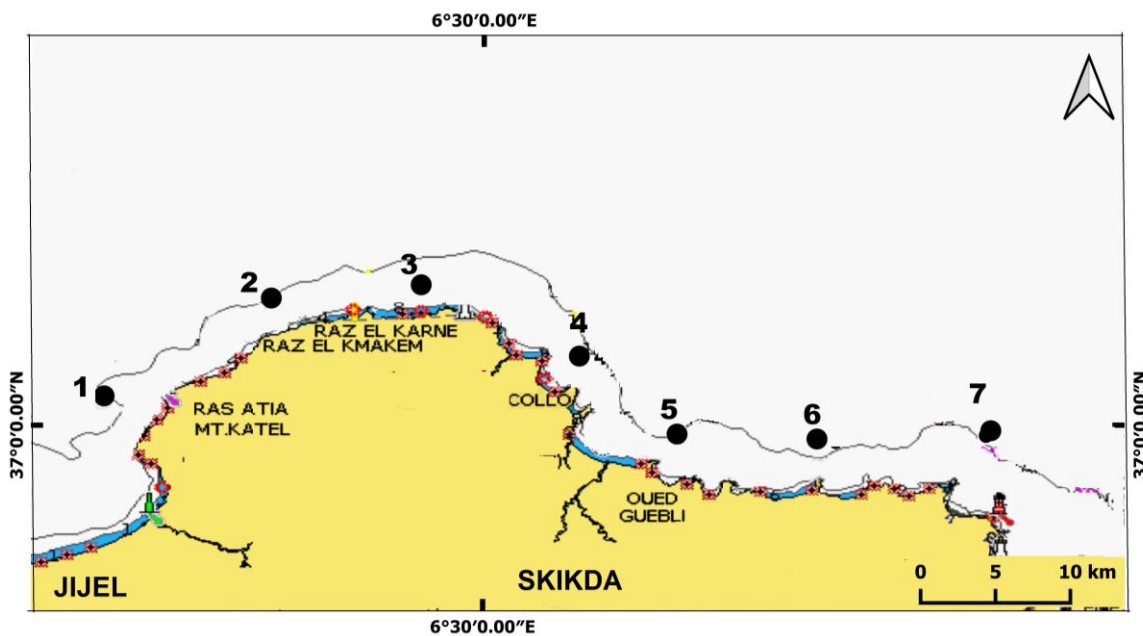 6°30′0.00″E
3
2
RAZ EL KARNE
RAZ EL KMAKEM
4
1
RAS ATIA
MT.KATEL
COLLO
5
6
7
37°0′0.00″N
37°0′0.00″N
OUED
GUEBLI
JIJEL
SKIKDA
0 5 10 km
6°30′0.00″E